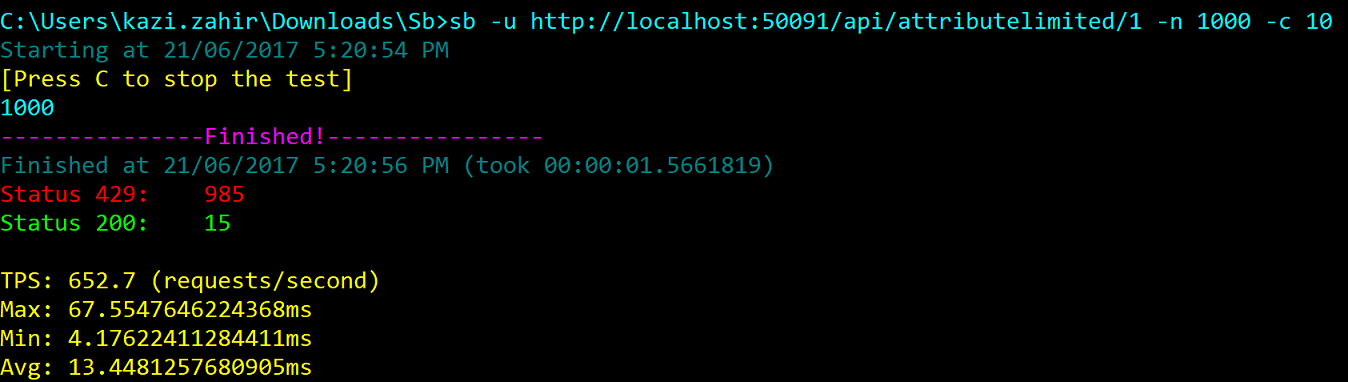 C:\Users\kazi.zahir\Downloads\Sb>sb -u http://localhost:50091/api/attributelimited/1 -n 1000 -c 10
Starting at 21/06/2017 5:20:54 PM
[Press C to stop the test]
1000
---------------Finished!----------------
Finished at 21/06/2017 5:20:56 PM (took 00:00:01.5661819)
Status 429:    985
Status 200:    15
TPS: 652.7 (requests/second)
Max: 67.5547646224368ms
Min: 4.17622411284411ms
Avg: 13.4481257680905ms